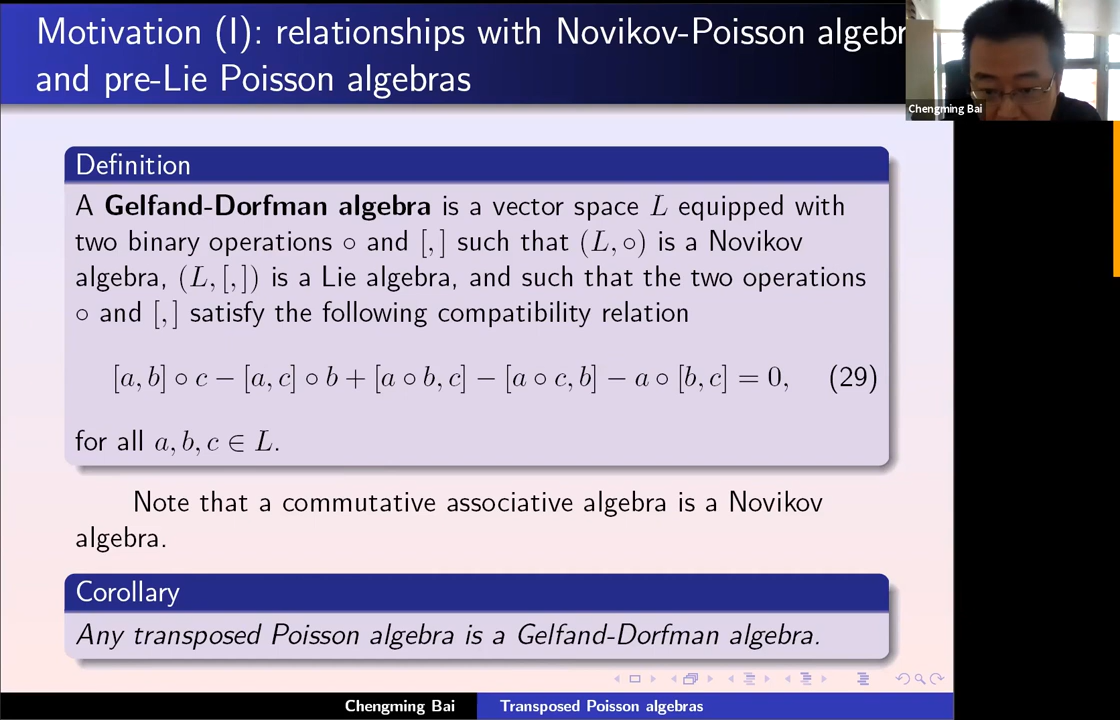 Motivation (I): relationships with Novikov-Poisson algebr
and pre-Lie Poisson algebras
Chengming Bai
Definition
A Gelfand-Dorfman algebra is a vector space L equipped with
two binary operations ∘ and [,] such that (L, ∘) is a Novikov
algebra, (L, [,]) is a Lie algebra, and such that the two operations
∘ and [,] satisfy the following compatibility relation
[a, b] ∘ c − [a, c] ∘ b + [a ∘ b, c] − [a ∘ c, b] − a ∘ [b, c] = 0, (29)
for all a, b, c ∈ L.
Note that a commutative associative algebra is a Novikov
algebra.
Corollary
Any transposed Poisson algebra is a Gelfand-Dorfman algebra.
Chengming Bai Transposed Poisson algebras